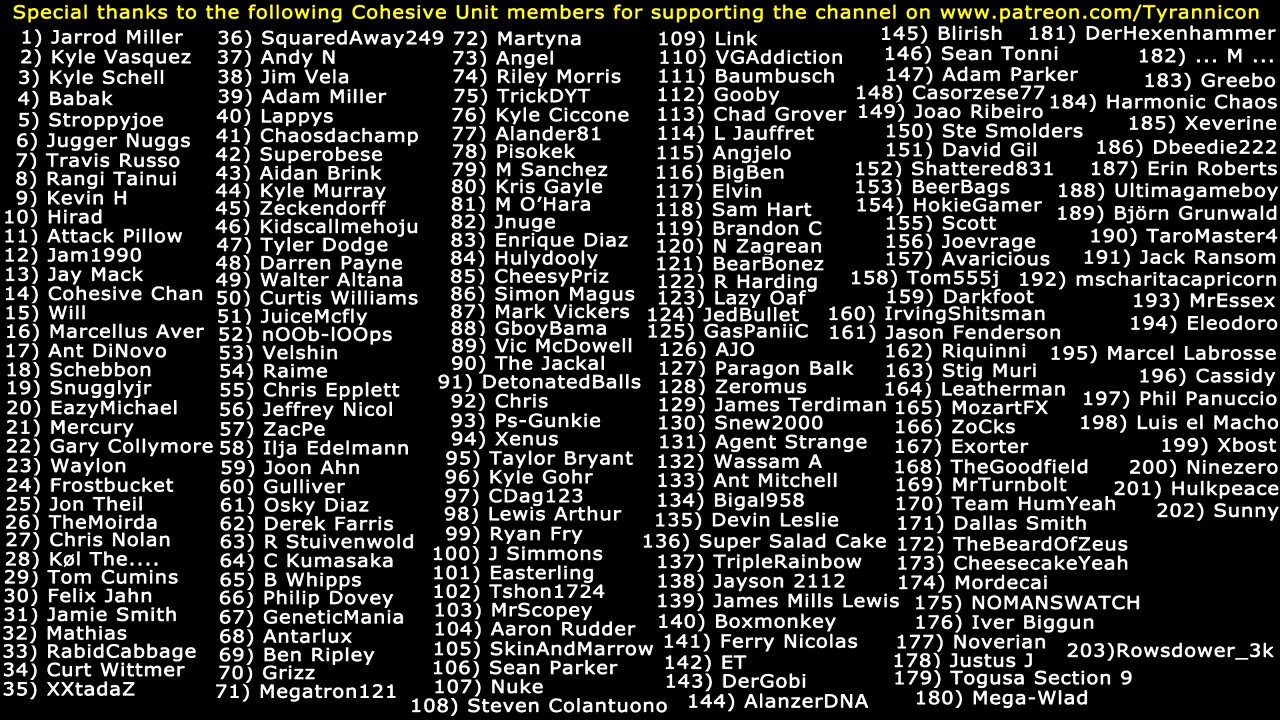 Special thanks to the following Cohesive Unit members for supporting the channel on www.patreon.com/Tyrannicon
1) Jarrod Miller
2) Kyle Vasquez
3) Kyle Schell
4) Babak
5) Stroppyjoe
6) Jugger Nuggs
7) Travis Russo
8) Rangi Tainui
9) Kevin H
10) Hirad
11) Attack Pillow
12) Jam1990
13) Jay Mack
14) Cohesive Chan
15) Will
16) Marcellus Aver
17) Ant DiNovo
18) Schebbon
19) Snugglyjr
20) EazyMichael
21) Mercury
22) Gary Collymore
23) Waylon
24) Frostbucket
25) Jon Theil
26) TheMoirda
27) Chris Nolan
28) Køl The....
29) Tom Cumins
30) Felix Jahn
31) Jamie Smith
32) Mathias
33) RabidCabbage
34) Curt Wittmer
35) XXtadaZ
36) SquaredAway249
37) Andy N
38) Jim Vela
39) Adam Miller
40) Lappys
41) Chaosdachamp
42) Superobese
43) Aidan Brink
44) Kyle Murray
45) Zeckendorff
46) Kidscallmehoju
47) Tyler Dodge
48) Darren Payne
49) Walter Altana
50) Curtis Williams
51) JuiceMcfly
52) nOOb-lOOps
53) Velshin
54) Raime
55) Chris Epplett
56) Jeffrey Nicol
57) ZacPe
58) Ilja Edelmann
59) Joon Ahn
60) Gulliver
61) Osky Diaz
62) Derek Farris
63) R Stuivenwold
64) C Kumasaka
65) B Whipps
66) Philip Dovey
67) GeneticMania
68) Antarlux
69) Ben Ripley
70) Grizz
71) Megatron121
72) Martyna
73) Angel
74) Riley Morris
75) TrickDYT
76) Kyle Ciccone
77) Alander81
78) Pisokek
79) M Sanchez
80) Kris Gayle
81) M O'Hara
82) Jnuge
83) Enrique Diaz
84) Hulydooly
85) CheesyPriz
86) Simon Magus
87) Mark Vickers
88) GboyBama
89) Vic McDowell
90) The Jackal
91) DetonatedBalls
92) Chris
93) Ps-Gunkie
94) Xenus
95) Taylor Bryant
96) Kyle Gohr
97) CDag123
98) Lewis Arthur
99) Ryan Fry
100) J Simmons
101) Easterling
102) Tshon1724
103) MrScopey
104) Aaron Rudder
105) SkinAndMarrow
106) Sean Parker
107) Nuke
108) Steven Colantuono
109) Link
110) VGAddiction
111) Baumbusch
112) Gooby
113) Chad Grover
114) L Jauffret
115) Angjelo
116) BigBen
117) Elvin
118) Sam Hart
119) Brandon C
120) N Zagrean
121) BearBonez
122) R Harding
123) Lazy Oaf
124) JedBullet
125) GasPaniiC
126) AJO
127) Paragon Balk
128) Zeromus
129) James Terdiman
130) Snew2000
131) Agent Strange
132) Wassam A
133) Ant Mitchell
134) Bigal958
135) Devin Leslie
136) Super Salad Cake
137) TripleRainbow
138) Jayson 2112
139) James Mills Lewis
140) Boxmonkey
141) Ferry Nicolas
142) ET
143) DerGobi
144) AlanzerDNA
145) Blirish
146) Sean Tonni
147) Adam Parker
148) Casorzese77
149) Joao Ribeiro
150) Ste Smolders
151) David Gil
152) Shattered831
153) BeerBags
154) HokieGamer
155) Scott
156) Joevrage
157) Avaricious
158) Tom555j
159) Darkfoot
160) IrvingShitsman
161) Jason Fenderson
162) Riquinni
163) Stig Muri
164) Leatherman
165) MozartFX
166) ZoCks
167) Exorter
168) TheGoodfield
169) MrTurnbolt
170) Team HumYeah
171) Dallas Smith
172) TheBeardOfZeus
173) CheesecakeYeah
174) Mordecai
175) NOMANSWATCH
176) Iver Biggun
177) Noverian
178) Justus J
179) Togusa Section 9
180) Mega-Wlad
181) DerHexenhammer
182) ... M ...
183) Greebo
184) Harmonic Chaos
185) Xeverine
186) Dbeedie222
187) Erin Roberts
188) Ultimagameboy
189) Björn Grunwald
190) TaroMaster4
191) Jack Ransom
192) mscharitacapricorn
193) MrEssex
194) Eleodoro
195) Marcel Labrosse
196) Cassidy
197) Phil Panuccio
198) Luis el Macho
199) Xbost
200) Ninezero
201) Hulkpeace
202) Sunny
203)Rowsdower_3k